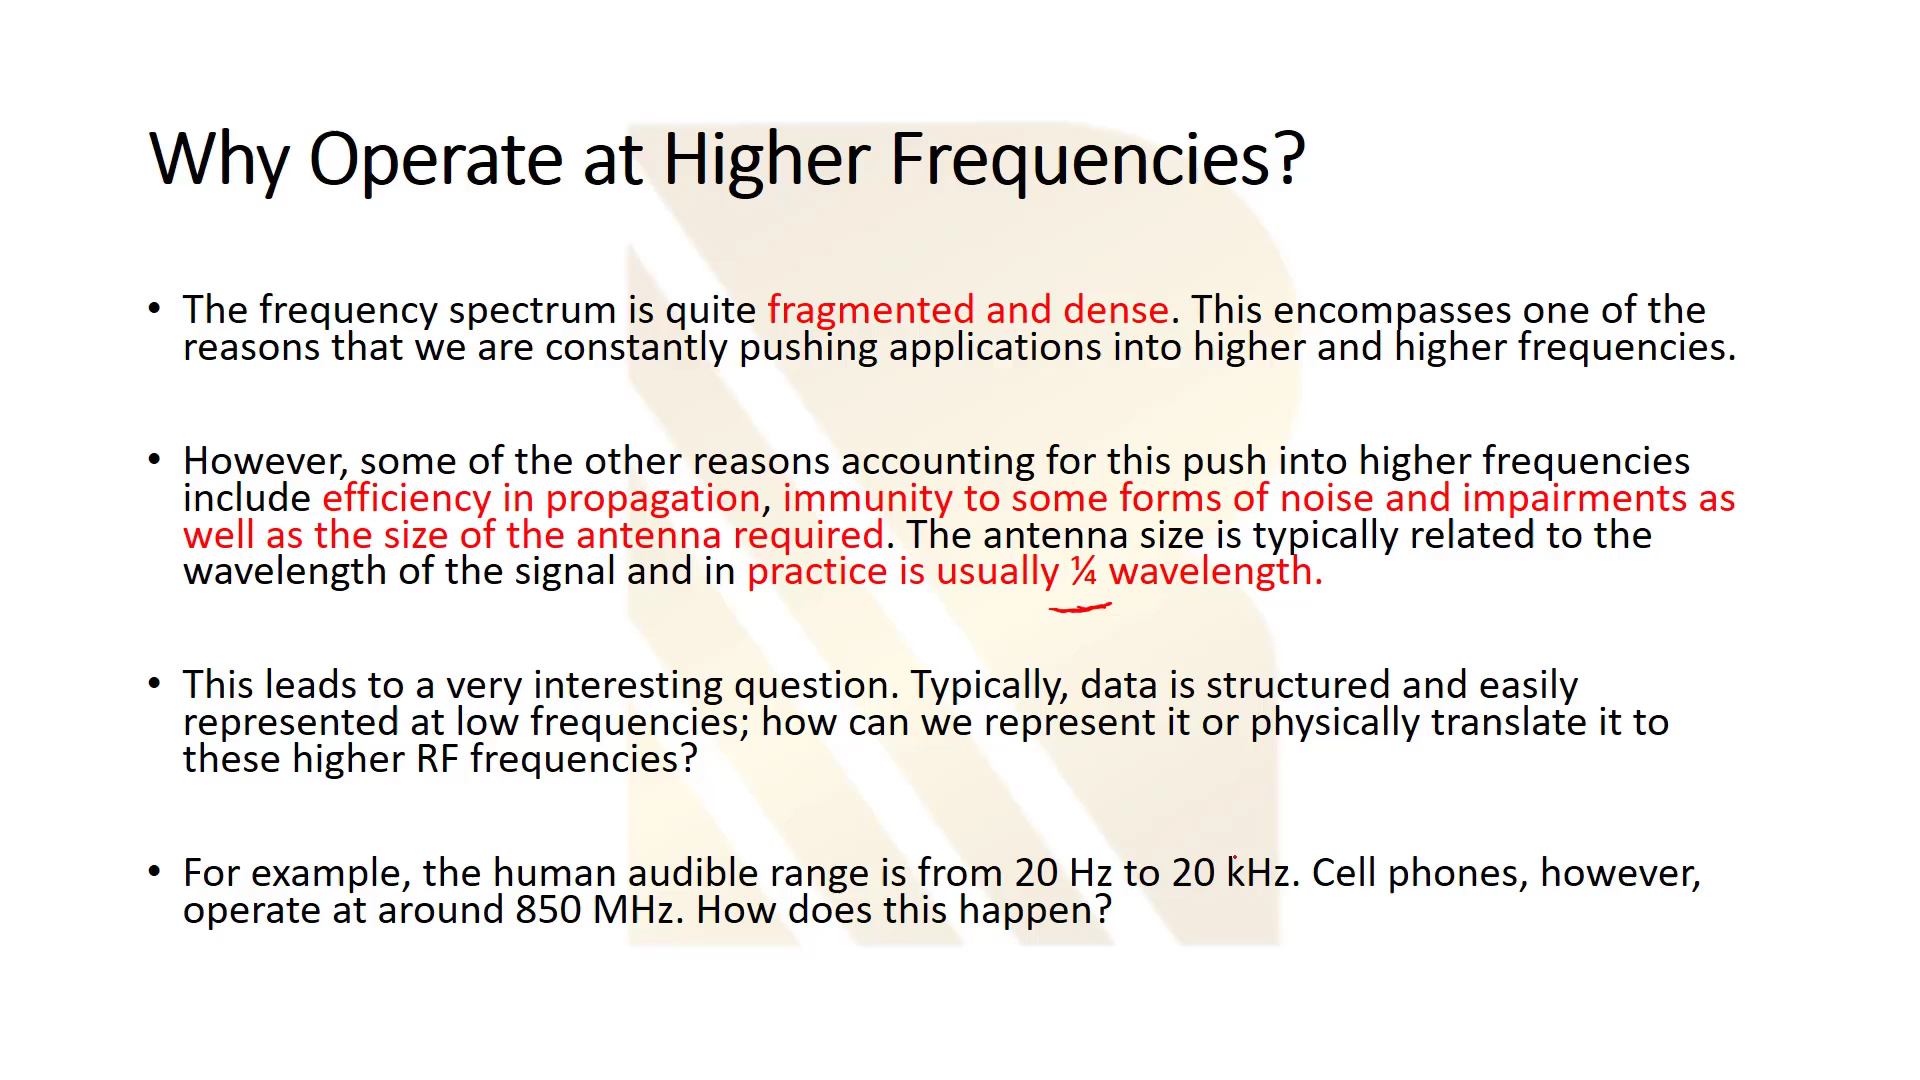 Why Operate at Higher Frequencies?
• The frequency spectrum is quite fragmented and dense. This encompasses one of the
reasons that we are constantly pushing applications into higher and higher frequencies.
• However, some of the other reasons accounting for this push into higher frequencies
include efficiency in propagation, immunity to some forms of noise and impairments as
well as the size of the antenna required. The antenna size is typically related to the
wavelength of the signal and in practice is usually ¼ wavelength.
• This leads to a very interesting question. Typically, data is structured and easily
represented at low frequencies; how can we represent it or physically translate it to
these higher RF frequencies?
• For example, the human audible range is from 20 Hz to 20 kHz. Cell phones, however,
operate at around 850 MHz. How does this happen?